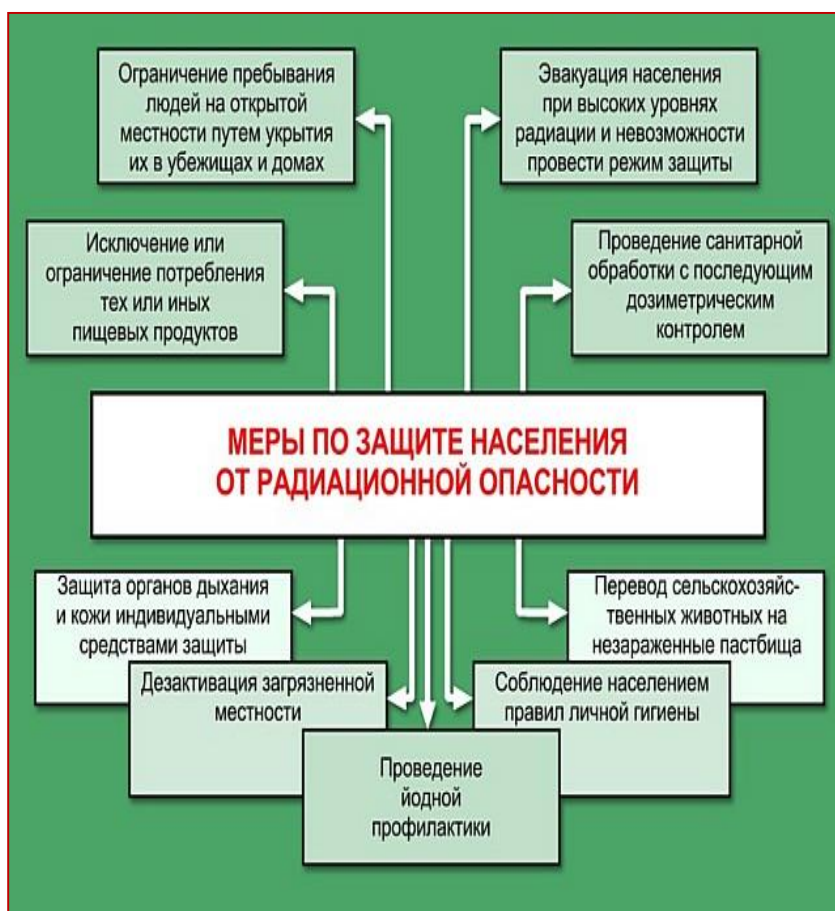 Ограничение пребывания
людей на открытой
местности путем укрытия
их в убежищах и домах
Эвакуация населения
при высоких уровнях
радиации и невозможности
провести режим защиты
Исключение или
ограничение потребления
тех или иных
пищевых продуктов
Проведение санитарной
обработки с последующим
дозиметрическим
контролем
МЕРЫ ПО ЗАЩИТЕ НАСЕЛЕНИЯ
ОТ РАДИАЦИОННОЙ ОПАСНОСТИ
Защита органов дыхания
и кожи индивидуальными
средствами защиты
Перевод сельскохозяйс-
твенных животных на
незараженные пастбища
Дезактивация загрязненной
местности
Соблюдение населением
правил личной гигиены
Проведение
йодной
профилактики